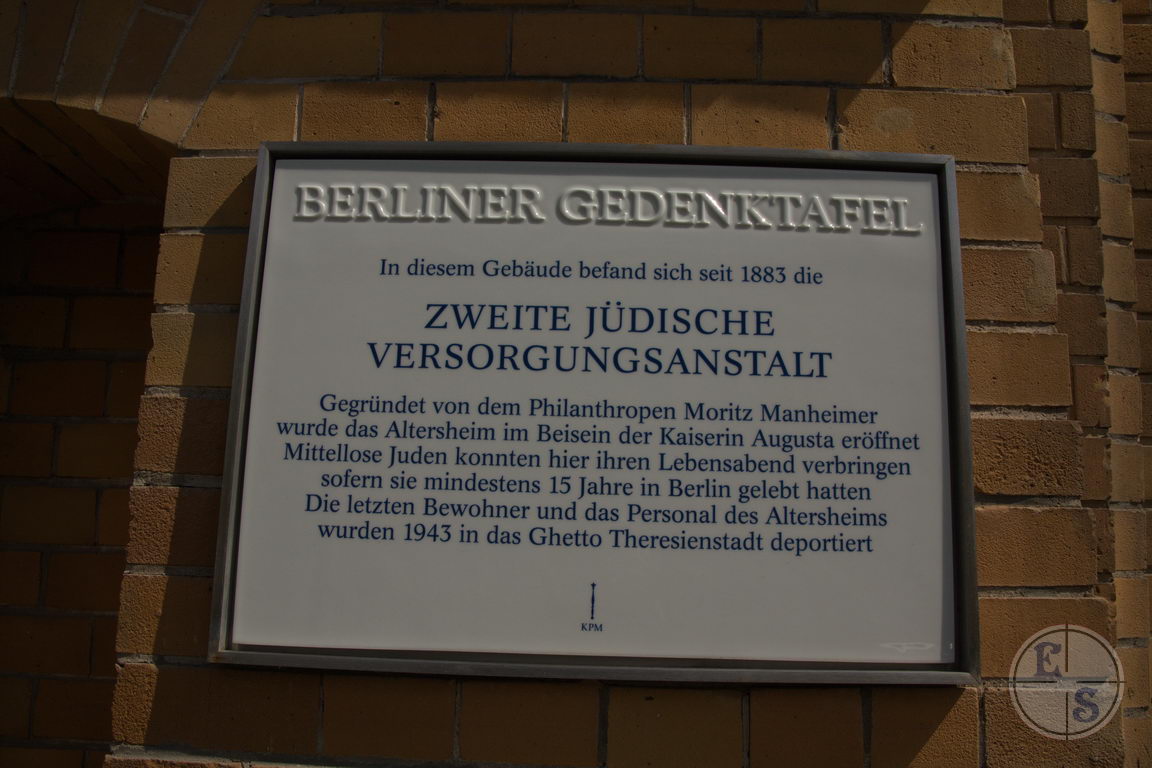 BERLINER GEDENKTAFEL
In diesem Gebäude befand sich seit 1883 die
ZWEITE JÜDISCHE
VERSORGUNGSANSTALT
Gegründet von dem Philanthropen Moritz Manheimer
wurde das Altersheim im Beisein der Kaiserin Augusta eröffnet
Mittellose Juden konnten hier ihren Lebensabend verbringen
sofern sie mindestens 15 Jahre in Berlin gelebt hatten
Die letzten Bewohner und das Personal des Altersheims
wurden 1943 in das Ghetto Theresienstadt deportiert
KPM
E
S